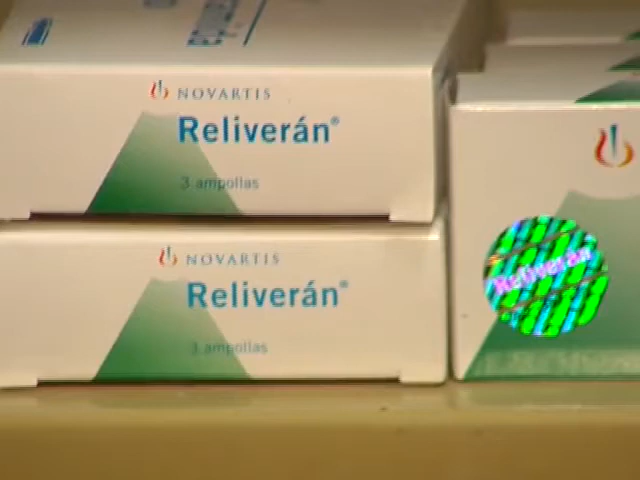 NOVARTIS
Reliverán®
3 ampollas
NOVARTIS
Reliverán®
3 ampollas
Reliverán